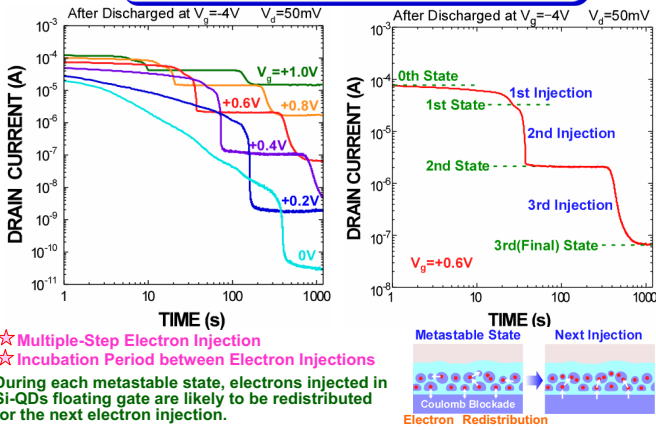 After Discharged at Vg=-4V Vd=50mV
10-3
10-4
10-5
10-6
10-7
10-8
10-9
10-10
10-11
DRAIN CURRENT (A)
Vg=+1.0V
+0.8V
+0.6V
+0.4V
+0.2V
0V
1 10 100 1000
TIME (s)
After Discharged at Vg=-4V Vd=50mV
10-3
10-4
10-5
10-6
10-7
10-8
DRAIN CURRENT (A)
0th State
1st Injection
1st State
2nd Injection
2nd State
3rd Injection
3rd(Final) State
Vg=+0.6V
1 10 100 1000
TIME (s)
☆ Multiple-Step Electron Injection
☆ Incubation Period between Electron Injections
During each metastable state, electrons injected in
Si-QDs floating gate are likely to be redistributed
for the next electron injection.
Metastable State Next Injection
Coulomb Blockade
Electron Redistribution